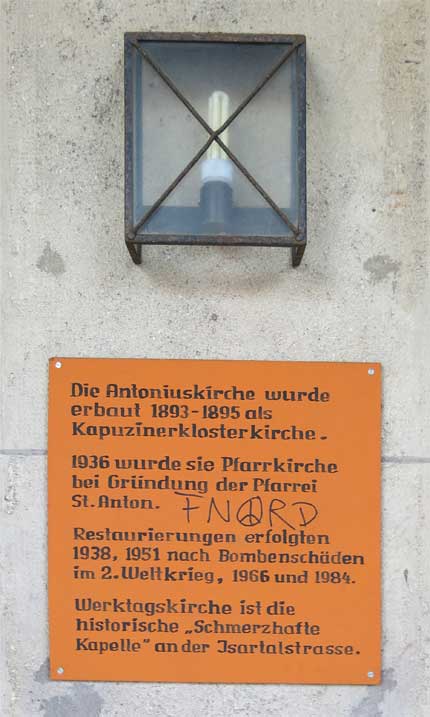 Die Antoniuskirche wurde
erbaut 1893-1895 als
Kapuzinerklosterkirche.
1936 wurde sie Pfarrkirche
bei Gründung der Pfarrei
St. Anton.
FNORD
Restaurierungen erfolgten
1938, 1951 nach Bombenschäden
im 2. Weltkrieg, 1966 und 1984.
Werktagskirche ist die
historische „Schmerzhafte
Kapelle" an der Isartalstrasse.